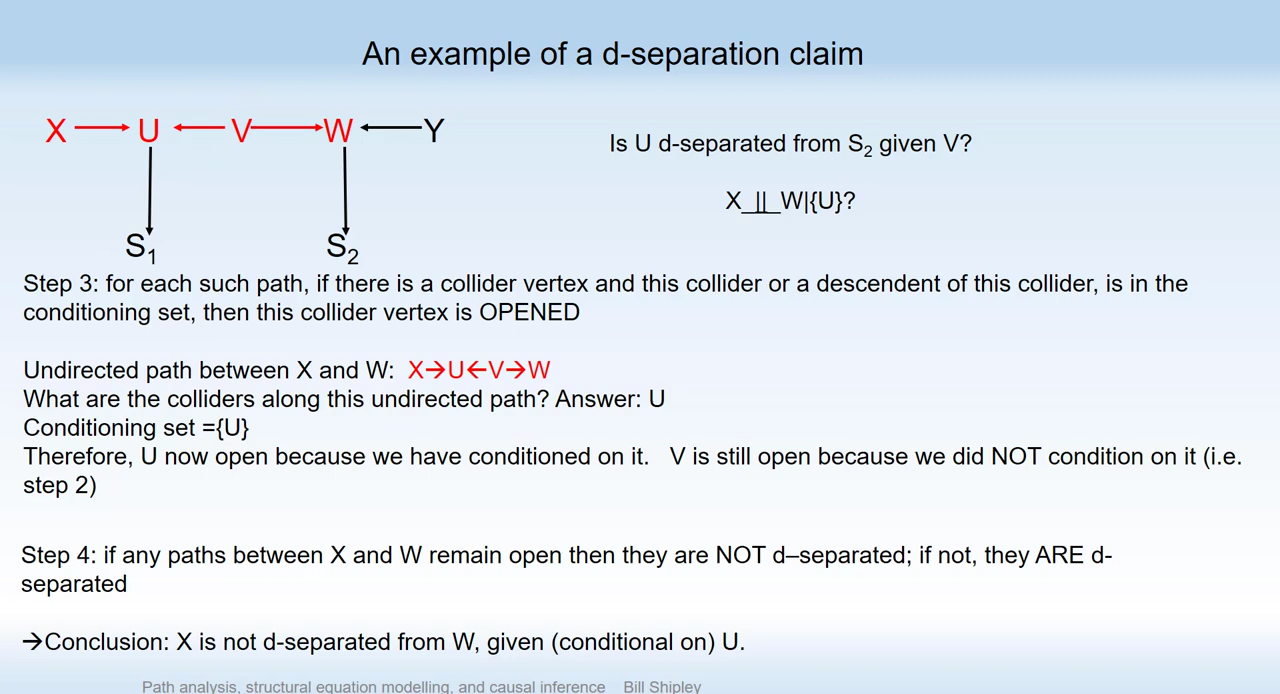 An example of a d-separation claim
X → U ← V → W ← Y
Is U d-separated from S2 given V?
X_||_W|{U}?
S1 S2
Step 3: for each such path, if there is a collider vertex and this collider or a descendent of this collider, is in the
conditioning set, then this collider vertex is OPENED
Undirected path between X and W: X→U←V→W
What are the colliders along this undirected path? Answer: U
Conditioning set ={U}
Therefore, U now open because we have conditioned on it. V is still open because we did NOT condition on it (i.e.
step 2)
Step 4: if any paths between X and W remain open then they are NOT d–separated; if not, they ARE d-
separated
→Conclusion: X is not d-separated from W, given (conditional on) U.
Path analysis, structural equation modelling, and causal inference Bill Shipley